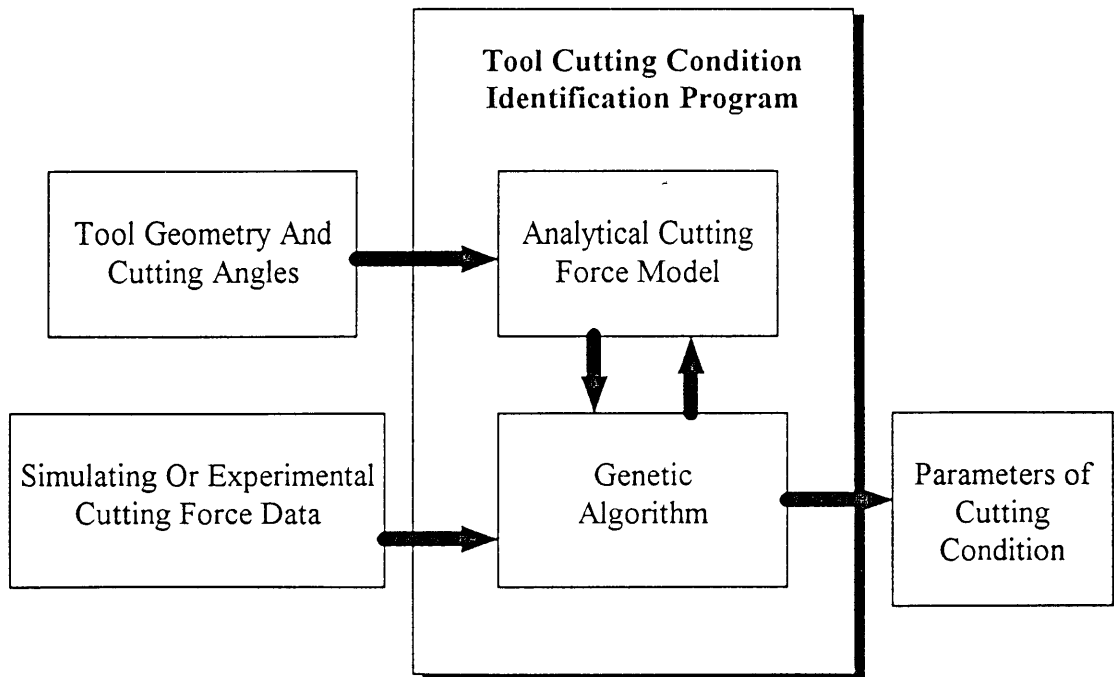 Tool Cutting Condition
Identification Program
Tool Geometry And
Cutting Angles
Analytical Cutting
Force Model
Simulating Or Experimental
Cutting Force Data
Genetic
Algorithm
Parameters of
Cutting
Condition